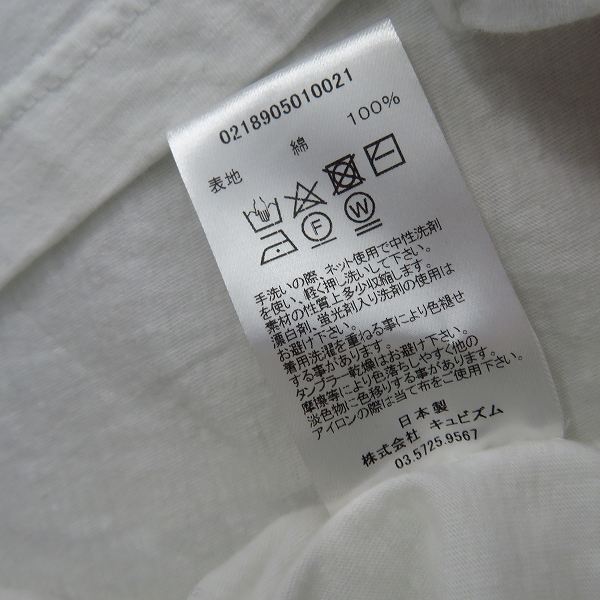 0218905010021
表地 綿 100%
F W
手洗いの際、ネット使用で中性洗剤
を使い、軽く押し洗いして下さい。
素材の性質上多少収縮します。
漂白剤、蛍光剤入り洗剤の使用は
お避け下さい。
着用洗濯を重ねる事により色褪せ
する事があります。
タンブラー乾燥はお避け下さい。
摩擦等により色落ちしやすく他の
淡色物に色移りする事があります。
アイロンの際は当て布をご使用下さい。
日本製
株式会社 キュビズム
03.5725.9567